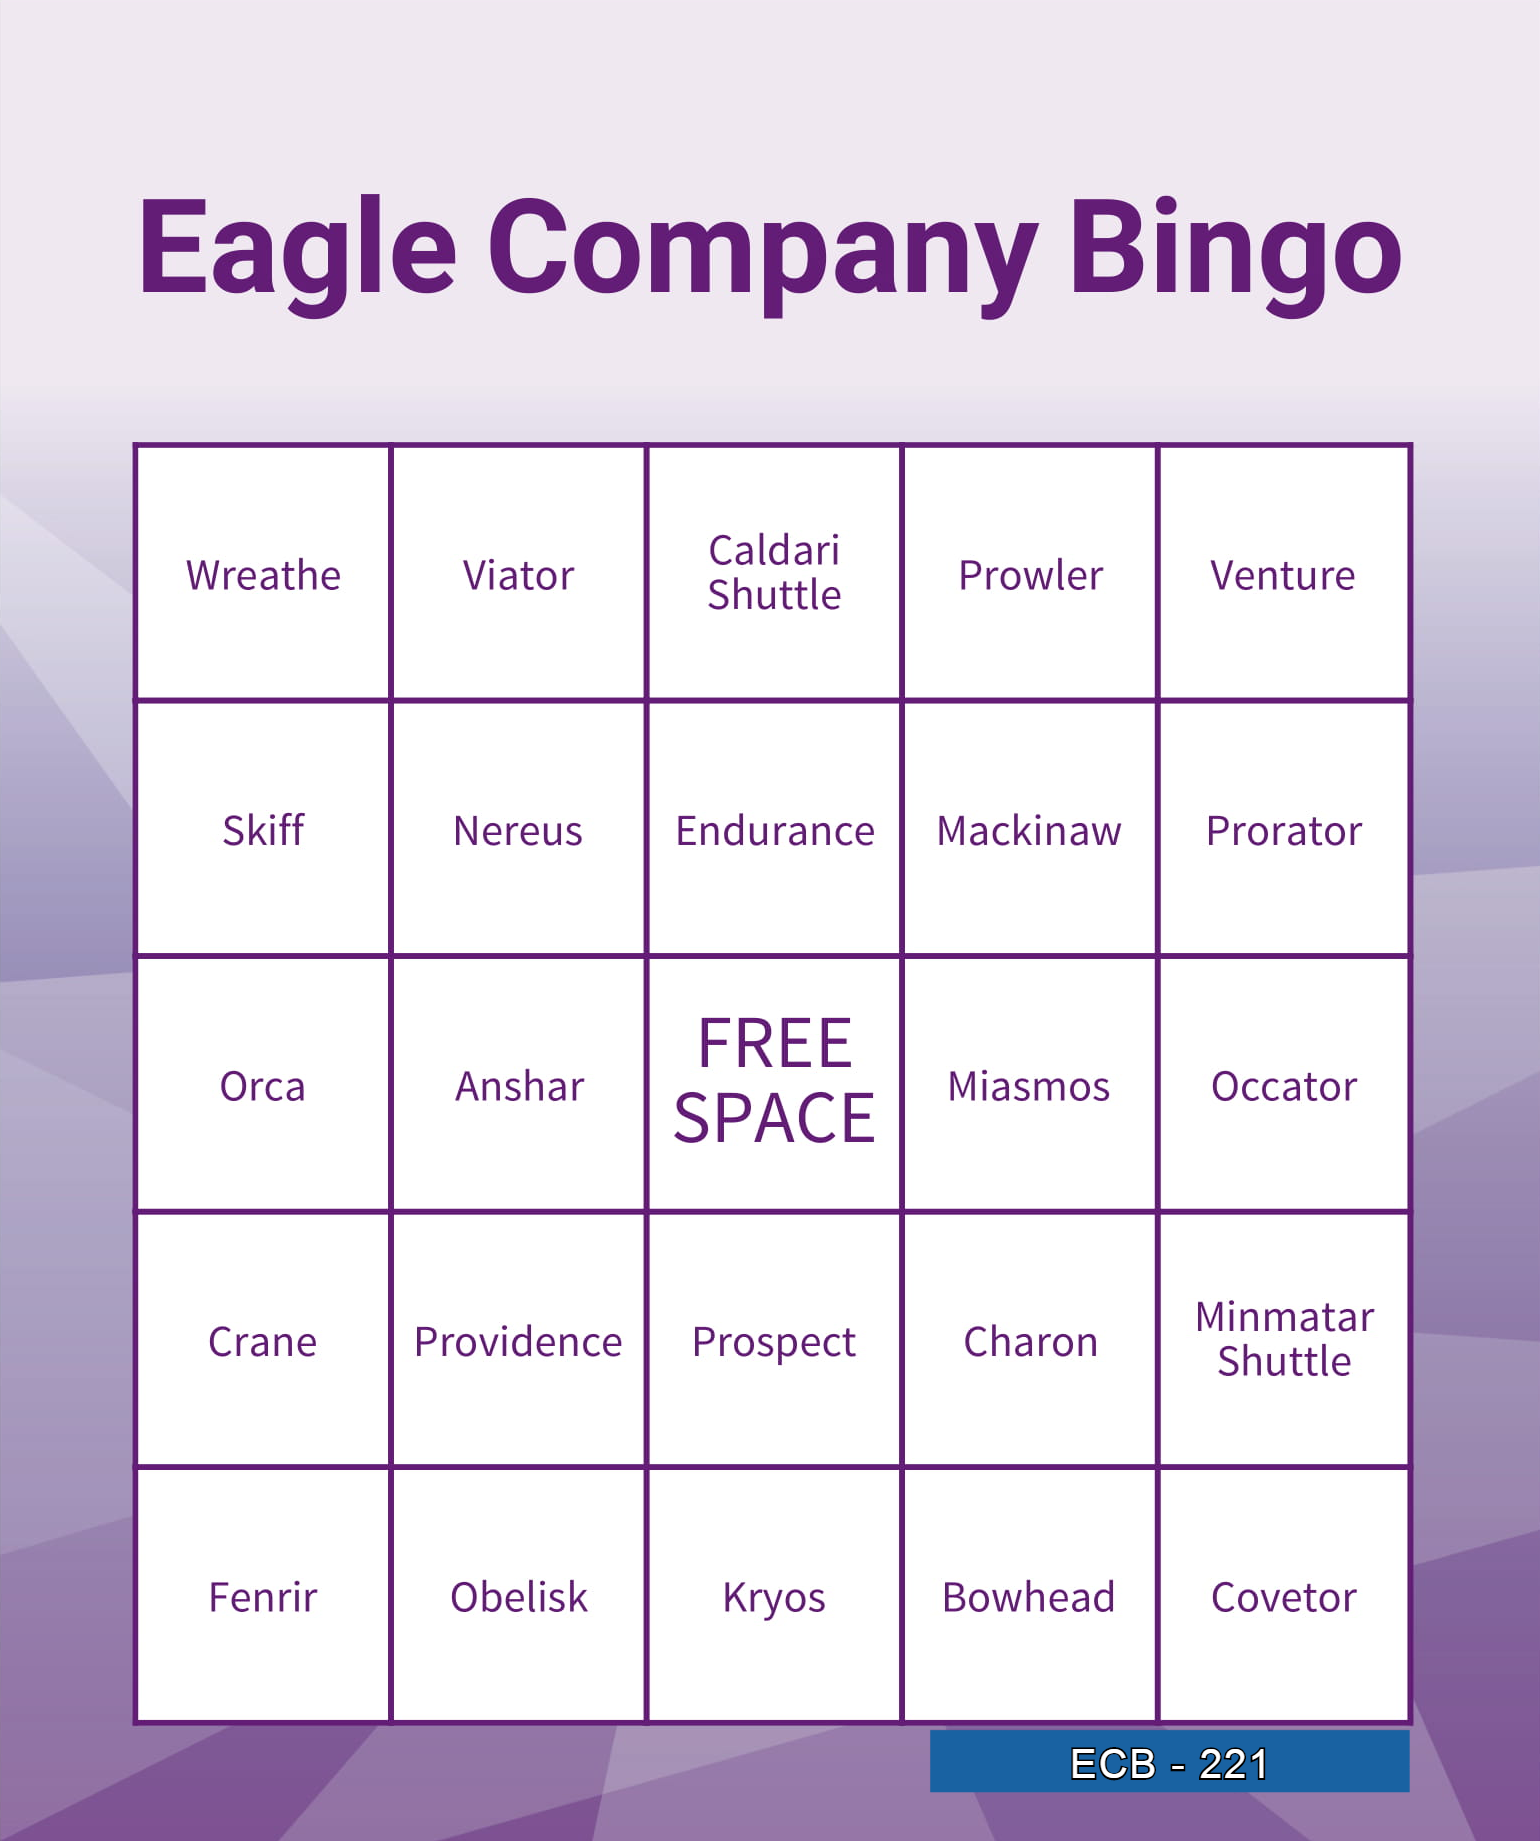 Eagle Company Bingo
Wreathe
Viator
Caldari
Shuttle
Prowler
Venture
Skiff
Nereus
Endurance
Mackinaw
Prorator
Orca
Anshar
FREE
SPACE
Miasmos
Occator
Crane
Providence
Prospect
Charon
Minmatar
Shuttle
Fenrir
Obelisk
Kryos
Bowhead
Covetor
ECB - 221